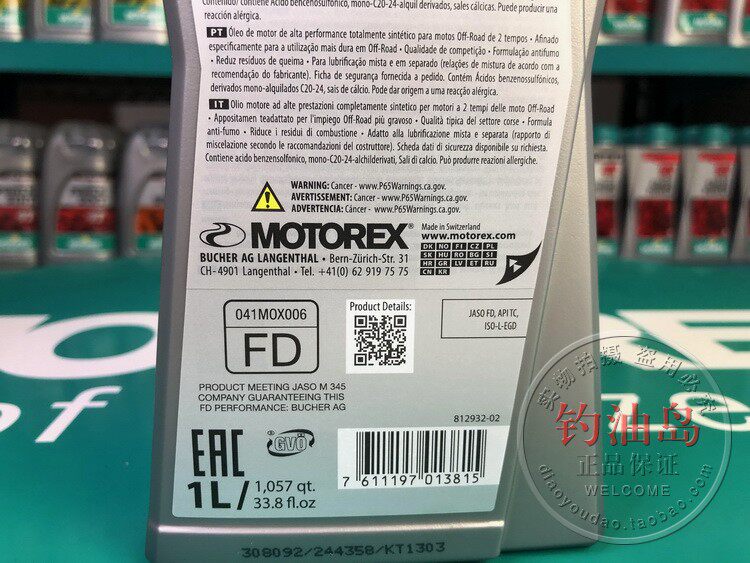 contenido! Contiene Ácido bencenosulfónico, mono-C20-24-alquil derivados, sales cálcicas. Puede producir una
reacción alérgica.
PT Óleo de motor de alta performance totalmente sintético para motos Off-Road de 2 tempos • Afinado
especificamente para a utilização mais dura em Off-Road • Qualidade de competição • Formulação antifumo
• Reduz resíduos de queima • Para lubrificação mista e em separado (relações de mistura de acordo com a
recomendação do fabricante). Ficha de segurança fornecida a pedido. Contém Ácidos benzenossulfónicos,
derivados mono-alquilados C20-24, sais de cálcio. Pode dar origem a uma reacção alérgica.
IT Olio motore ad alte prestazioni completamente sintetico per motori a 2 tempi delle moto Off-Road
• Appositamen teadattato per l'impiego Off-Road più gravoso • Qualità tipica del settore corse • Formula
anti-fumo • Riduce i residui di combustione • Adatto alla lubrificazione mista e separata (rapporto di
miscelazione secondo le raccomandazioni del costruttore). Scheda dati di sicurezza disponibile su richiesta.
Contiene acido benzensolfonico, mono-C20-24-alchilderivati, Sali di calcio. Può produrre reazioni allergiche.
WARNING: Cancer - www.P65Warnings.ca.gov.
AVERTISSEMENT: Cancer - www.P65Warnings.ca.gov.
ADVERTENCIA: Cáncer - www.P65Warnings.ca.gov.
MOTOREX®
Made in Switzerland
www.motorex.com
BUCHER AG LANGENTHAL • Bern-Zürich-Str. 31
CH-4901 Langenthal • Tel. +41(0) 62 919 75 75
DK NO FI CZ PL
SK HU RO BG SI
HR GR LV ET RU
CN KR
041MOX006
FD
Product Details:
JASO FD, API TC,
ISO-L-EGD
PRODUCT MEETING JASO M 345
COMPANY GUARANTEEING THIS
FD PERFORMANCE: BUCHER AG
812932-02
EAC
GVÖ
1L/ 1,057 qt.
33.8 fl.oz
7 611197 013815
308092/244358/KT1303
of
实物拍摄 盗用必究
钓油岛
正品保证
WELCOME
diaoyoudao.taobao.com